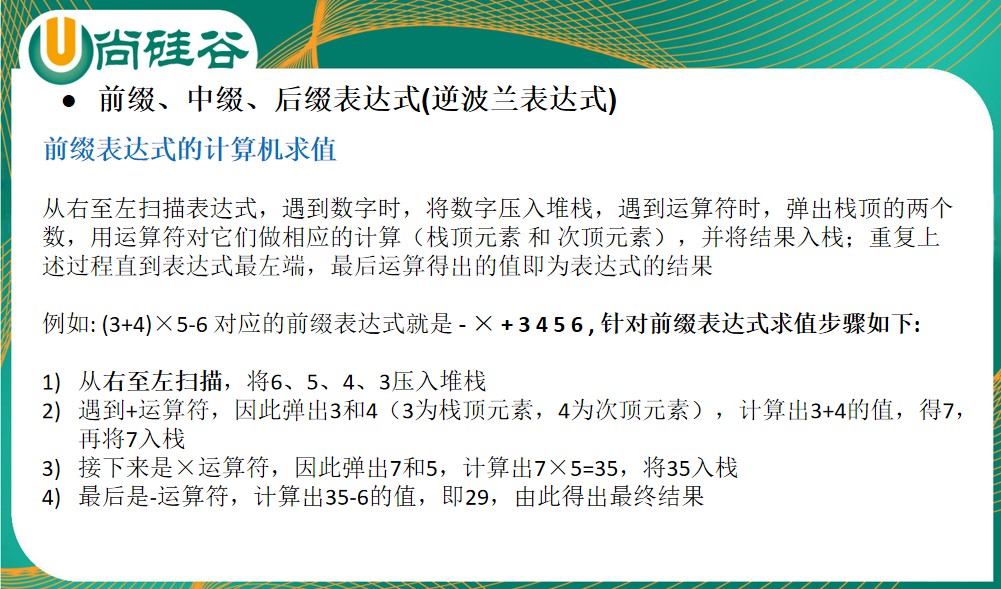 尚硅谷
● 前缀、中缀、后缀表达式(逆波兰表达式)
前缀表达式的计算机求值
从右至左扫描表达式，遇到数字时，将数字压入堆栈，遇到运算符时，弹出栈顶的两个
数，用运算符对它们做相应的计算（栈顶元素 和 次顶元素），并将结果入栈；重复上
述过程直到表达式最左端，最后运算得出的值即为表达式的结果
例如: (3+4)×5-6 对应的前缀表达式就是 - × + 3 4 5 6 , 针对前缀表达式求值步骤如下:
1) 从右至左扫描，将6、5、4、3压入堆栈
2) 遇到+运算符，因此弹出3和4（3为栈顶元素，4为次顶元素），计算出3+4的值，得7，
再将7入栈
3) 接下来是×运算符，因此弹出7和5，计算出7×5=35，将35入栈
4) 最后是-运算符，计算出35-6的值，即29，由此得出最终结果